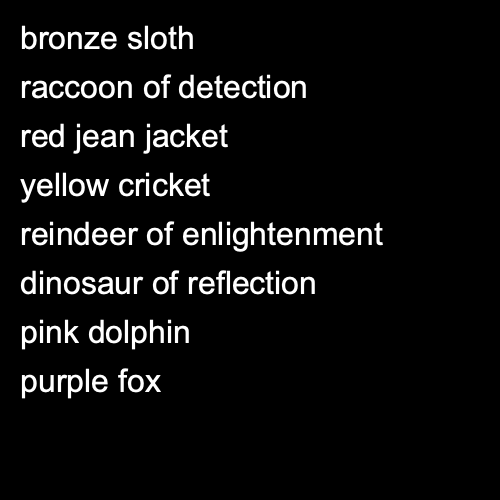 bronze sloth
raccoon of detection
red jean jacket
yellow cricket
reindeer of enlightenment
dinosaur of reflection
pink dolphin
purple fox